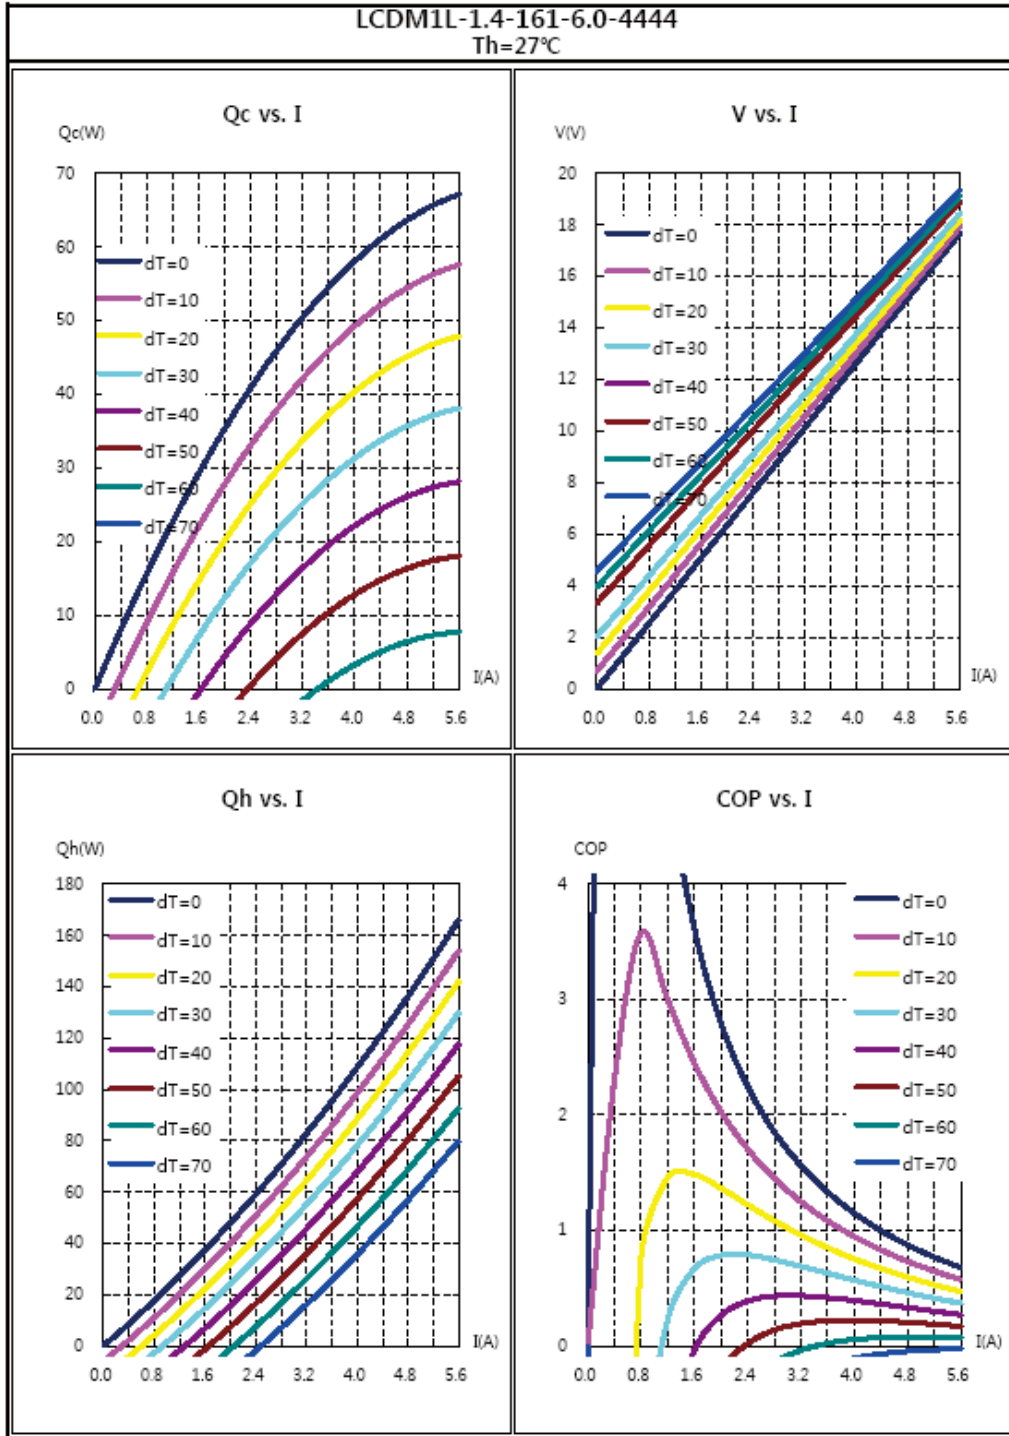 LCDM1L-1.4-161-6.0-4444
Th=27℃
Qc vs. I
Qc(W)
70
60
50
40
30
20
10
0
dT=0
dT=10
dT=20
dT=30
dT=40
dT=50
dT=60
dT=70
I(A)
0.0 0.8 1.6 2.4 3.2 4.0 4.8 5.6
V vs. I
V(V)
20
18
16
14
12
10
8
6
4
2
0
dT=0
dT=10
dT=20
dT=30
dT=40
dT=50
dT=60
dT=70
I(A)
0.0 0.8 1.6 2.4 3.2 4.0 4.8 5.6
Qh vs. I
Qh(W)
180
160
140
120
100
80
60
40
20
0
dT=0
dT=10
dT=20
dT=30
dT=40
dT=50
dT=60
dT=70
I(A)
0.0 0.8 1.6 2.4 3.2 4.0 4.8 5.6
COP vs. I
COP
4
3
2
1
0
dT=0
dT=10
dT=20
dT=30
dT=40
dT=50
dT=60
dT=70
I(A)
0.0 0.8 1.6 2.4 3.2 4.0 4.8 5.6